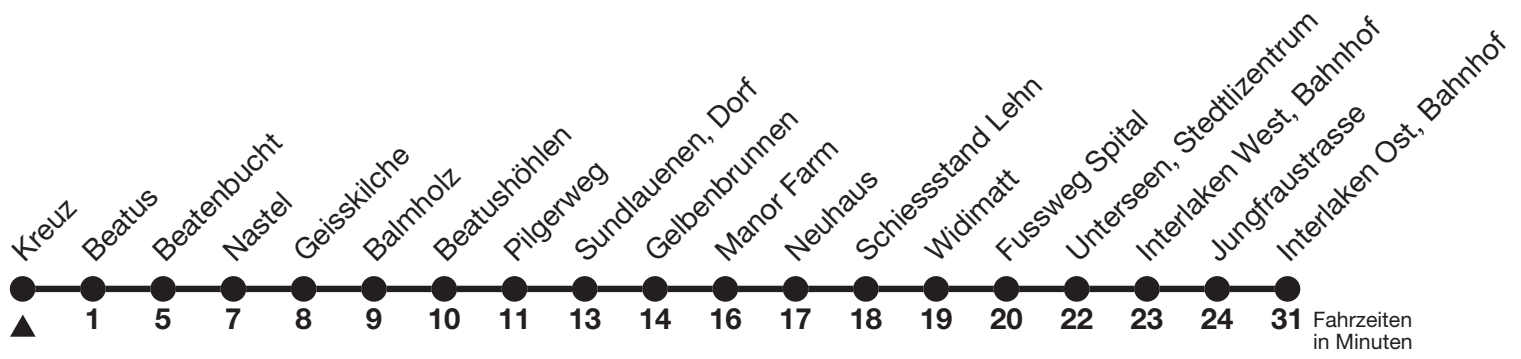 Kreuz
Beatus
Beatenbucht
Nastel
Geisskilche
Balmholz
Beatushöhlen
Pilgerweg
Sundlauenen, Dorf
Gelbenbrunnen
Manor Farm
Neuhaus
Schiessstand Lehn
Widimatt
Fussweg Spital
Unterseen, Stedtlizentrum
Interlaken West, Bahnhof
Jungfraustrasse
Interlaken Ost, Bahnhof
1 5 7 8 9 10 11 13 14 16 17 18 19 20 22 23 24 31 Fahrzeiten
in Minuten